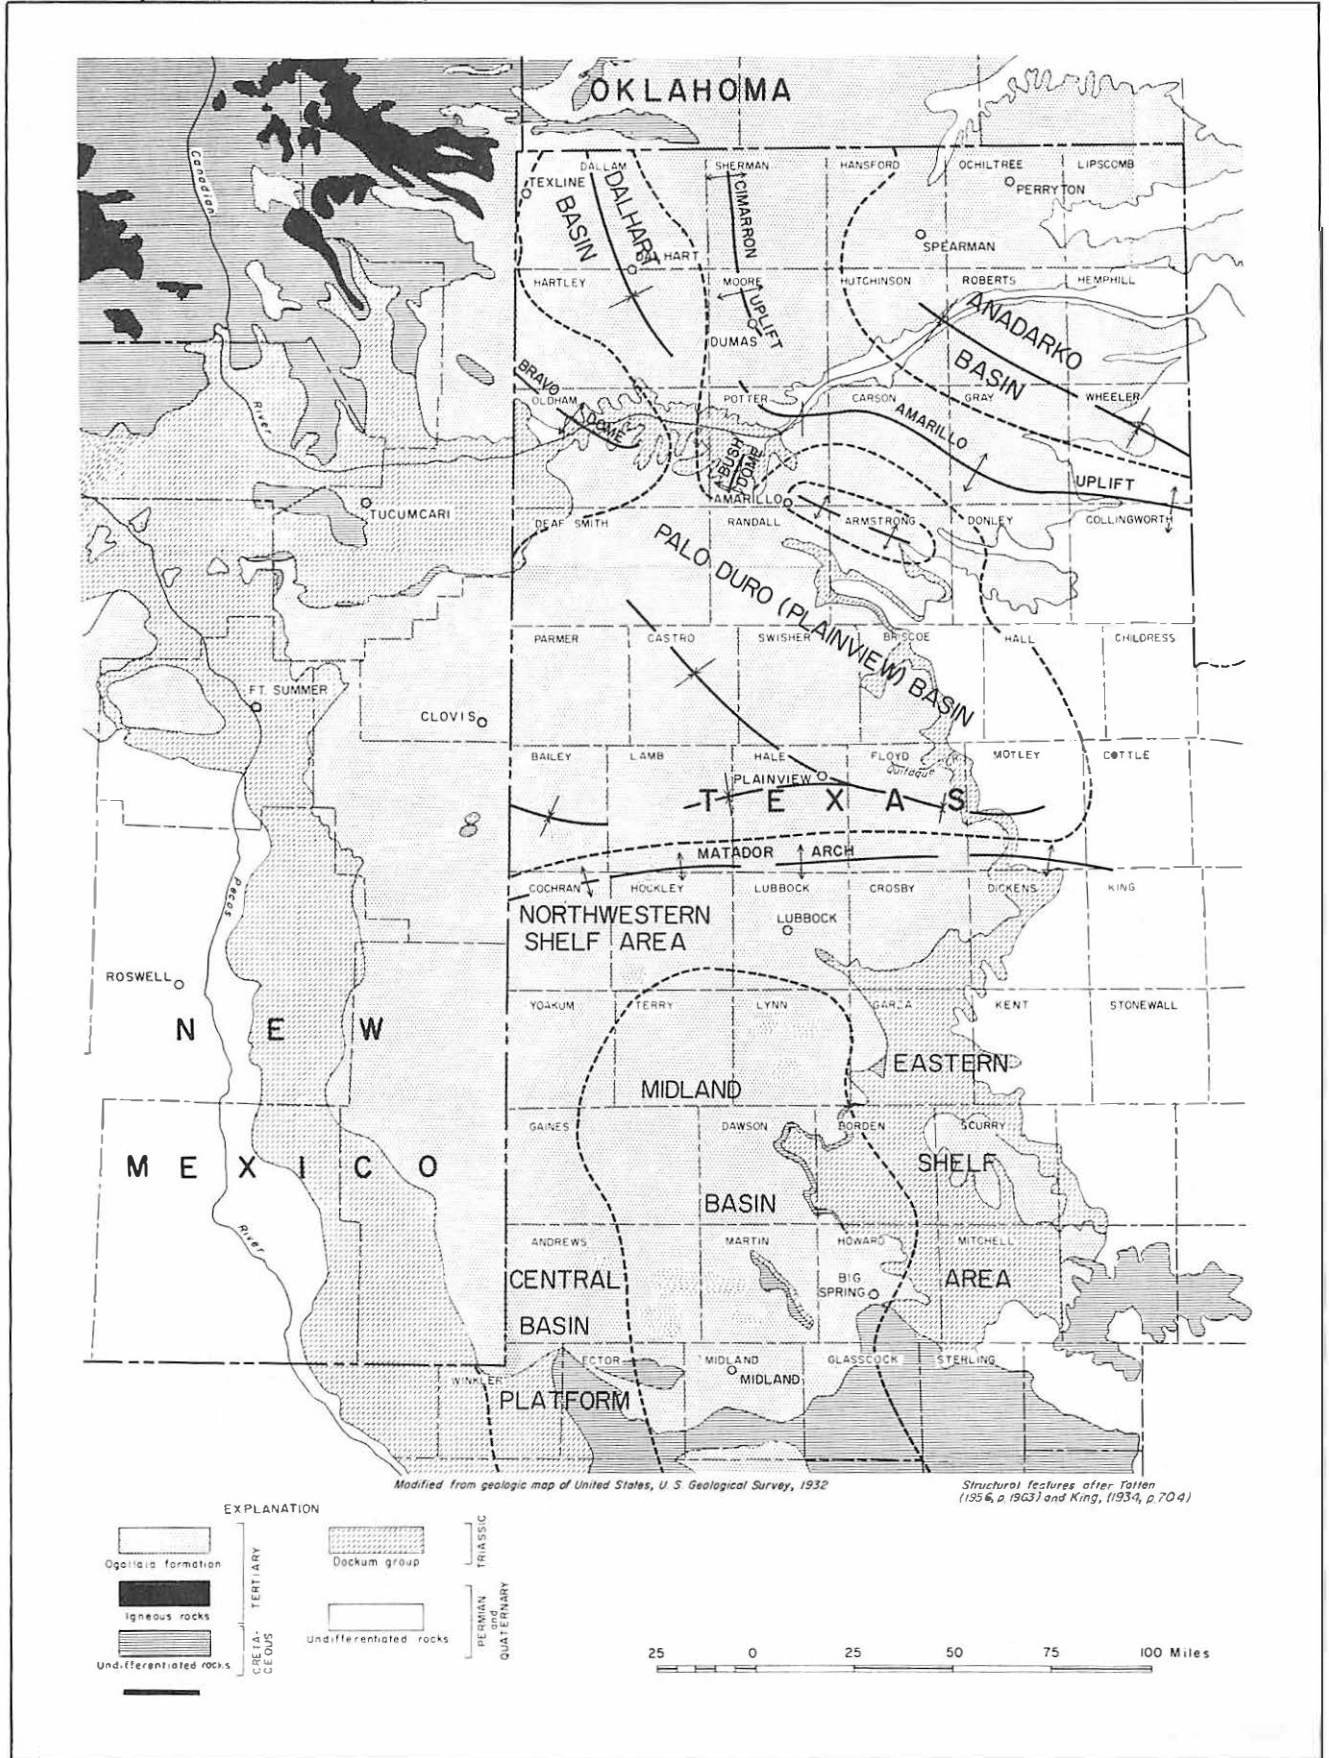 OKLAHOMA
Canadian
DALLAM
SHERMAN
HANSFORD
OCHILTREE
LIPSCOMB
TEXLINE
PERRYTON
DALHART
BASIN
CIMARRON
UPLIFT
SPEARMAN
DALHART
HARTLEY
MOORE
HUTCHINSON
ROBERTS
HEMPHILL
ANADARKO
BASIN
DUMAS
BRAVO
DOME
OLDHAM
POTTER
CARSON
GRAY
WHEELER
River
AMARILLO
UPLIFT
BUSH
DOME
AMARILLO
TUCUMCARI
DEAF SMITH
RANDALL
ARMSTRONG
DONLEY
COLLINGWORTH
PALO DURO (PLAINVIEW) BASIN
PARMER
CASTRO
SWISHER
BRISCOE
HALL
CHILDRESS
FT. SUMMER
CLOVIS
BAILEY
LAMB
HALE
FLOYD
MOTLEY
COTTLE
Quitaque
PLAINVIEW
TEXAS
MATADOR ARCH
Pecos
COCHRAN
HOCKLEY
LUBBOCK
CROSBY
DICKENS
KING
NORTHWESTERN
SHELF AREA
LUBBOCK
ROSWELL
YOAKUM
TERRY
LYNN
GARZA
KENT
STONEWALL
NEW
EASTERN
MIDLAND
GAINES
DAWSON
BORDEN
SCURRY
MEXICO
SHELF
BASIN
River
ANDREWS
MARTIN
HOWARD
MITCHELL
CENTRAL
BIG
SPRING
AREA
BASIN
ECTOR
MIDLAND
GLASSCOCK
STERLING
WINKLER
MIDLAND
PLATFORM
Modified from geologic map of United States, U. S. Geological Survey, 1932
Structural features after Totten
(1956, p. 1963) and King, (1934, p. 704)
EXPLANATION
Ogallala formation
Igneous rocks
TERTIARY
Undifferentiated rocks
CRETA-
CEOUS
Dockum group
TRIASSIC
Undifferentiated rocks
PERMIAN
and
QUATERNARY
25 0 25 50 75 100 Miles